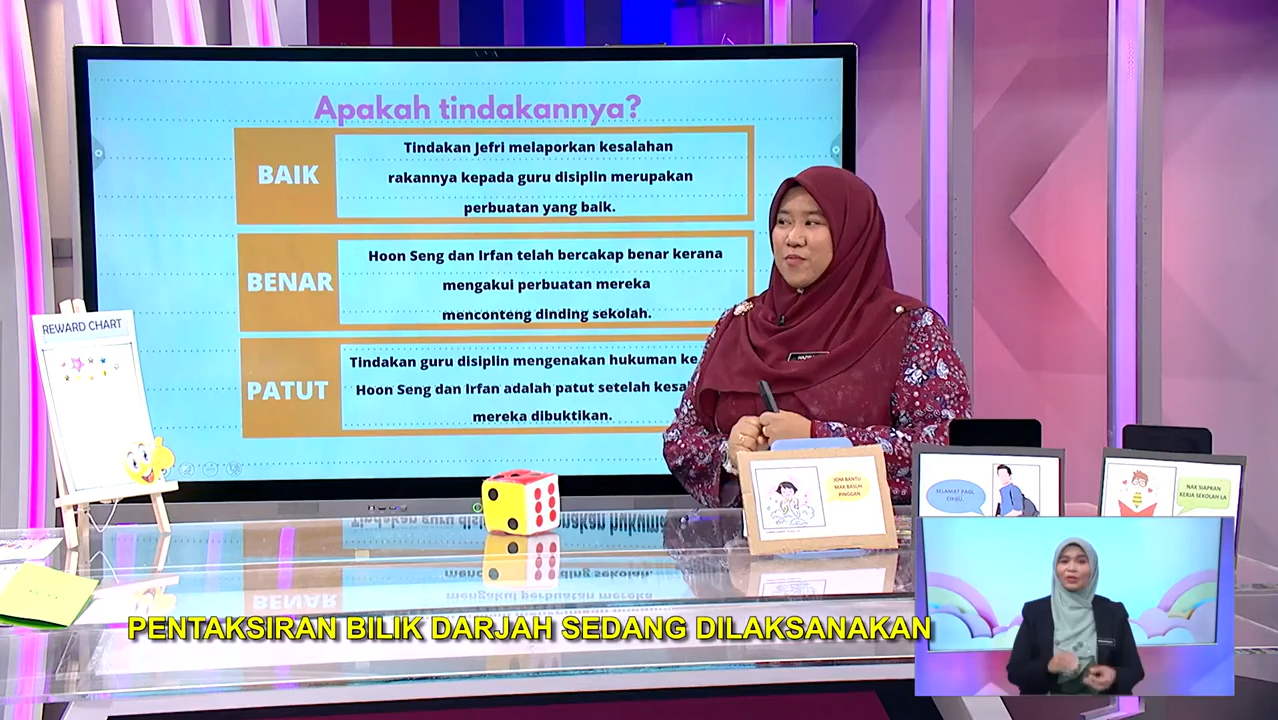 Apakah tindakannya?
BAIK
Tindakan Jefri melaporkan kesalahan
rakannya kepada guru disiplin merupakan
perbuatan yang baik.
BENAR
Hoon Seng dan Irfan telah bercakap benar kerana
mengakui perbuatan mereka
menconteng dinding sekolah.
PATUT
Tindakan guru disiplin mengenakan hukuman ke
Hoon Seng dan Irfan adalah patut setelah
mereka dibuktikan.
REWARD CHART
JOM BANTU
MAK BASUH
PINGGAN
SELAMAT PAGI,
CIKGU.
NAK SIAPKAN
KERJA SEKOLAH LA
PENTAKSIRAN BILIK DARJAH SEDANG DILAKSANAKAN